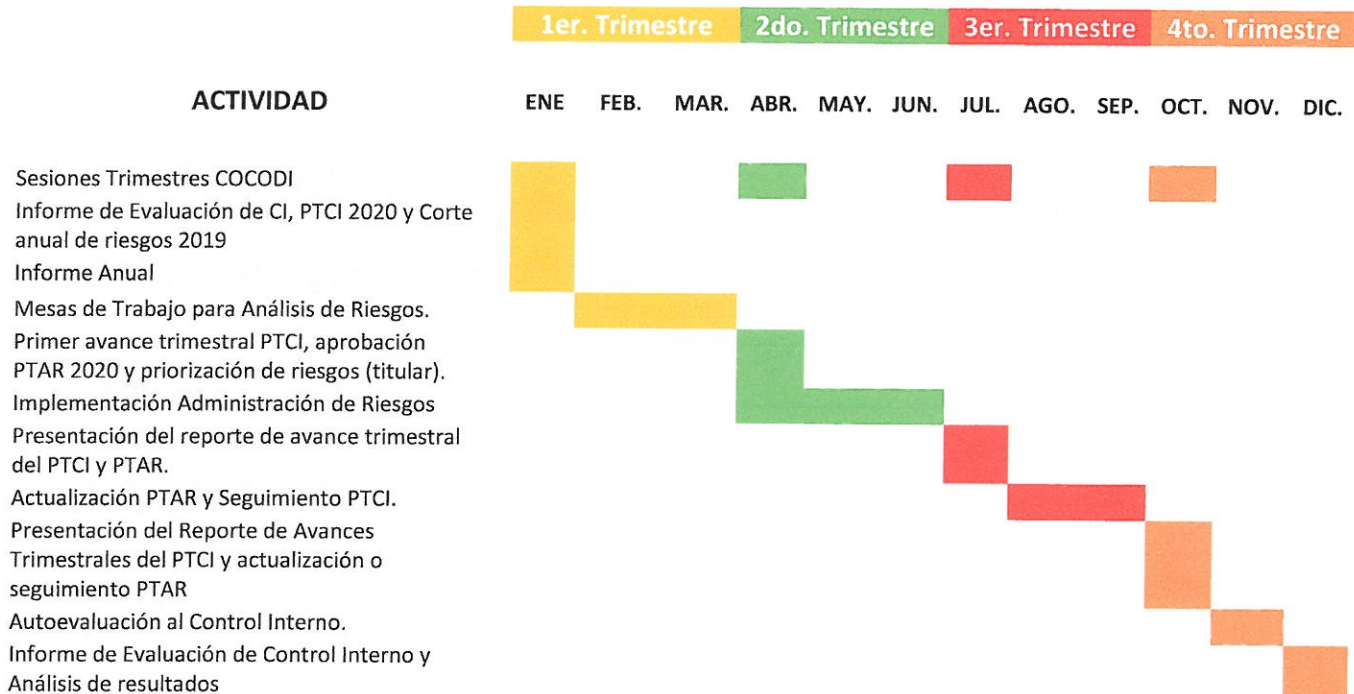 1er. Trimestre 2do. Trimestre 3er. Trimestre 4to. Trimestre
ACTIVIDAD ENE FEB. MAR. ABR. MAY. JUN. JUL. AGO. SEP. OCT. NOV. DIC.
Sesiones Trimestres COCODI
Informe de Evaluación de CI, PTCI 2020 y Corte
anual de riesgos 2019
Informe Anual
Mesas de Trabajo para Análisis de Riesgos.
Primer avance trimestral PTCI, aprobación
PTAR 2020 y priorización de riesgos (titular).
Implementación Administración de Riesgos
Presentación del reporte de avance trimestral
del PTCI y PTAR.
Actualización PTAR y Seguimiento PTCI.
Presentación del Reporte de Avances
Trimestrales del PTCI y actualización o
seguimiento PTAR
Autoevaluación al Control Interno.
Informe de Evaluación de Control Interno y
Análisis de resultados